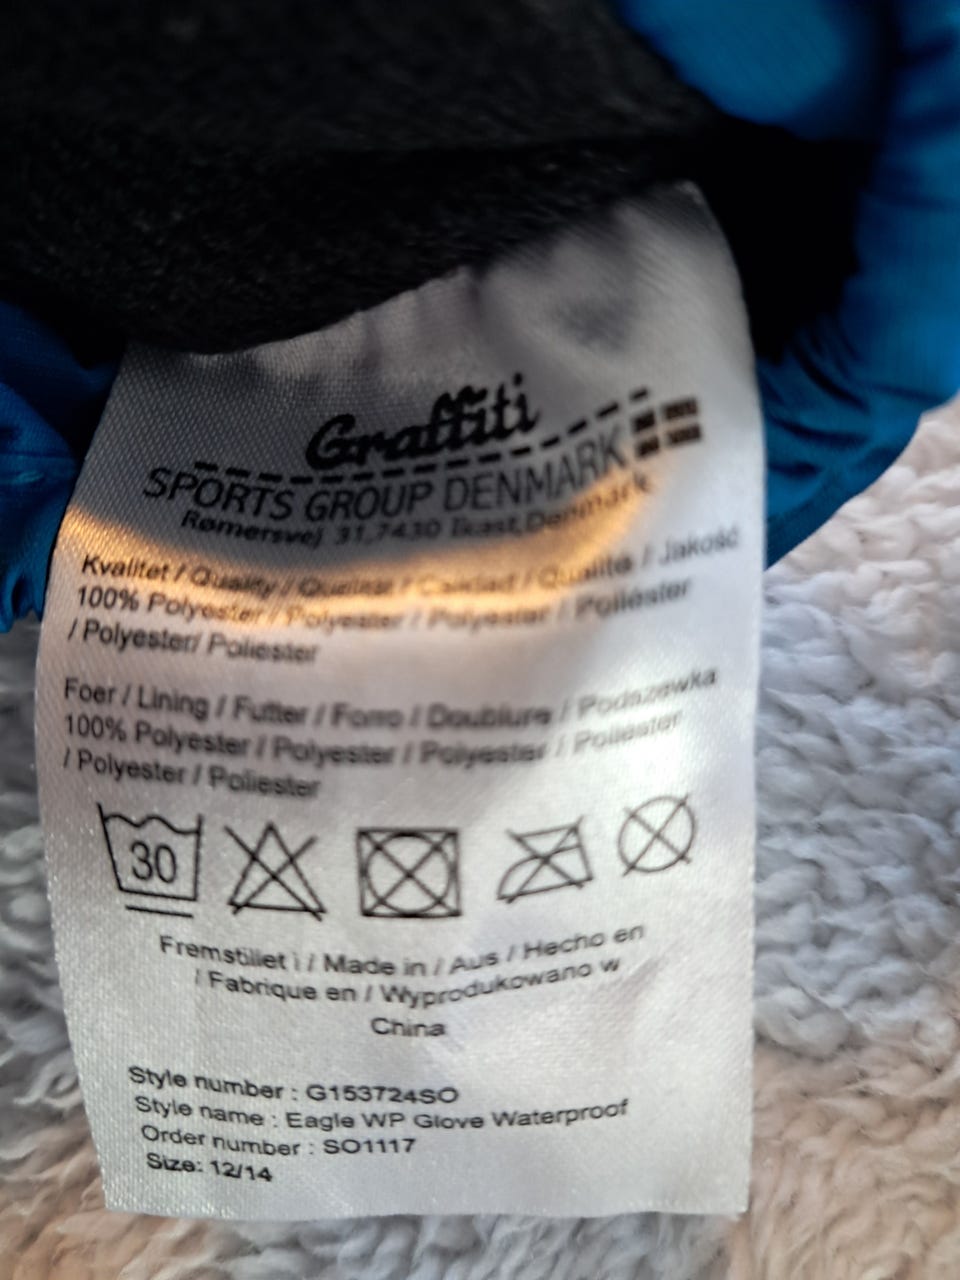 Graffiti
SPORTS GROUP DENMARK
Rømersvej 31,7430 Ikast,Denmark
Kvalitet / Quality / Qualität / Calidad / Qualité / Jakość
100% Polyester / Polyester / Polyester / Poliéster
/ Polyester/ Poliester
Foer / Lining / Futter / Forro / Doublure / Podszewka
100% Polyester / Polyester / Polyester / Poliéster
/ Polyester / Poliester
30
Fremstillet i / Made in / Aus / Hecho en
/ Fabrique en / Wyprodukowano w
China
Style number : G153724SO
Style name : Eagle WP Glove Waterproof
Order number : SO1117
Size: 12/14